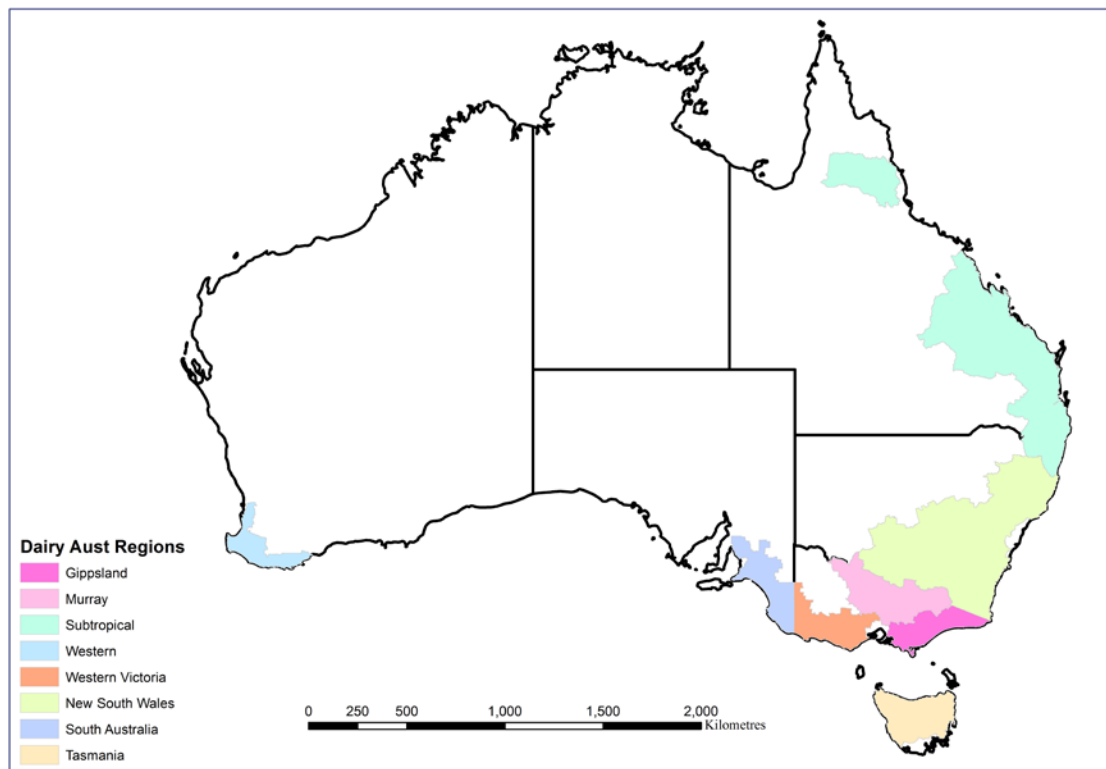 Dairy Aust Regions
Gippsland
Murray
Subtropical
Western
Western Victoria
New South Wales
South Australia
Tasmania
0 250 500 1,000 1,500 2,000
Kilometres